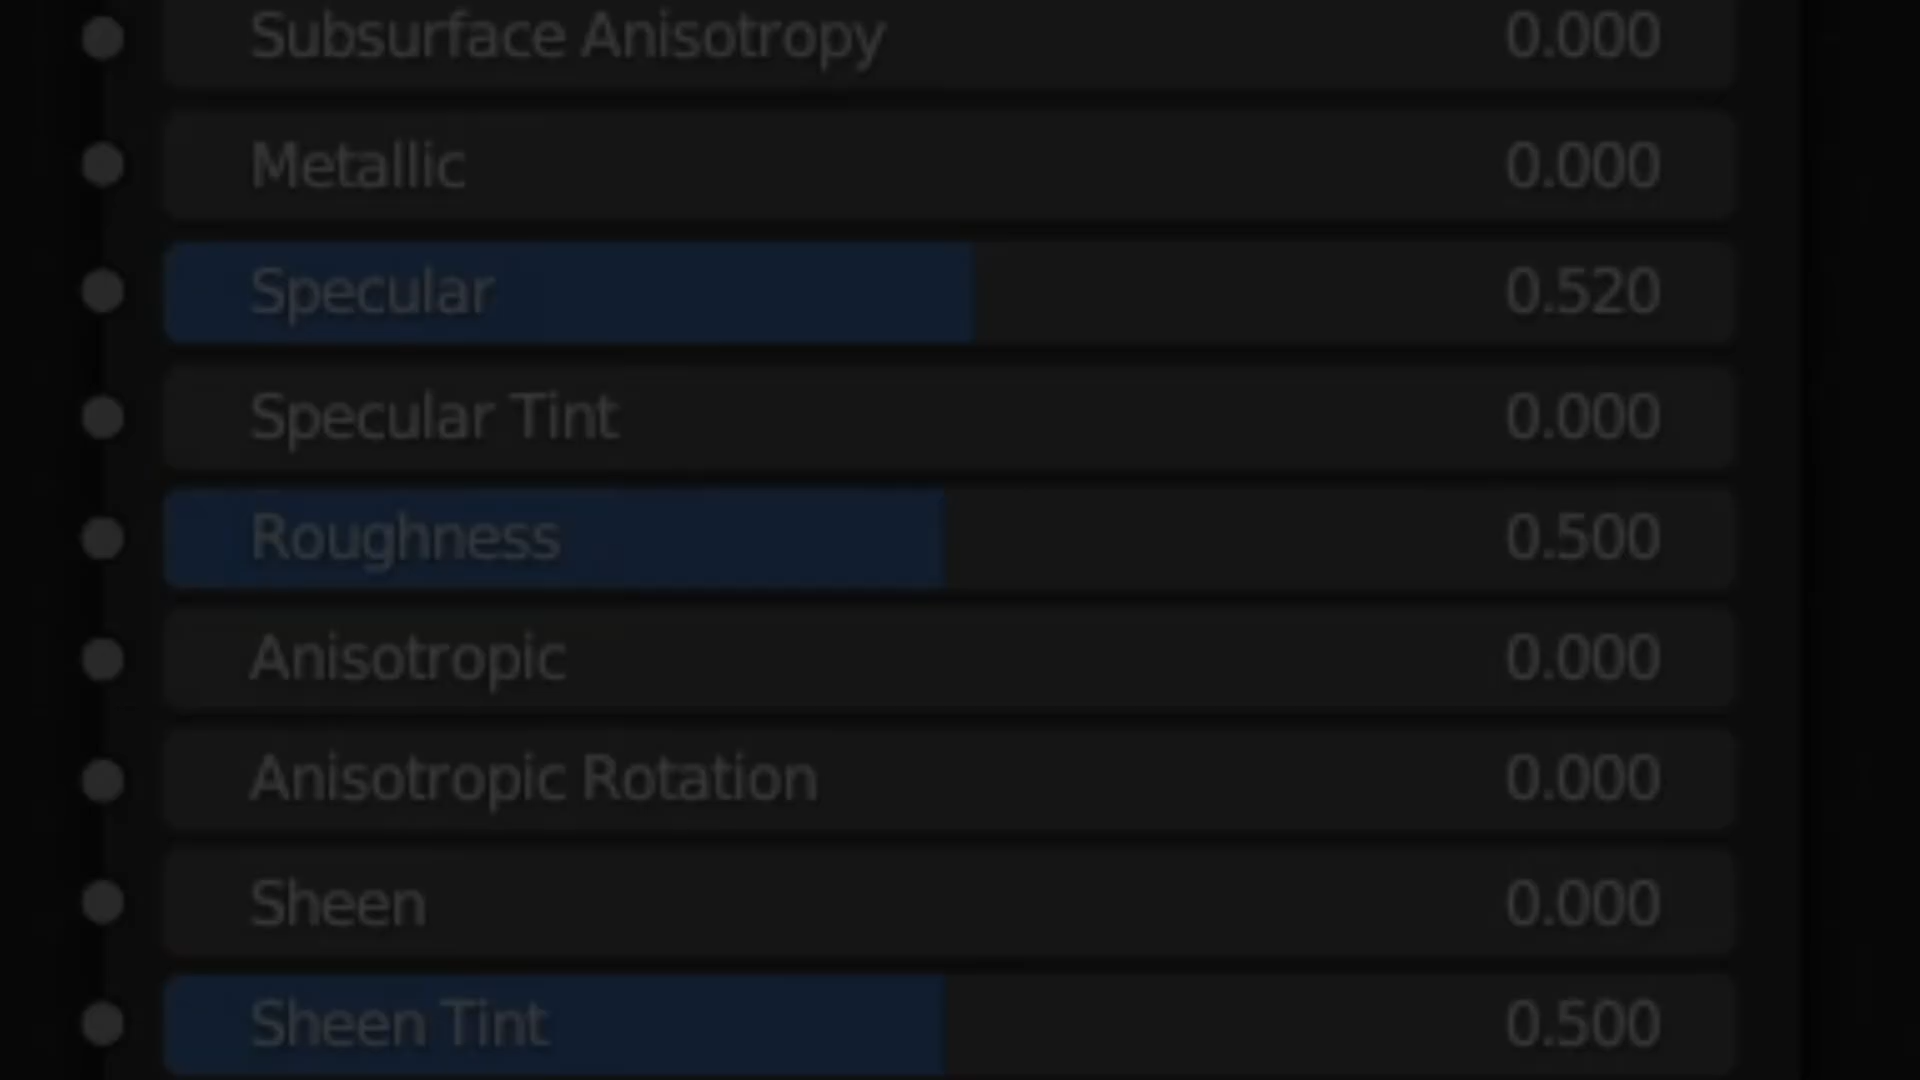 Subsurface Anisotropy 0.000
Metallic 0.000
Specular 0.520
Specular Tint 0.000
Roughness 0.500
Anisotropic 0.000
Anisotropic Rotation 0.000
Sheen 0.000
Sheen Tint 0.500